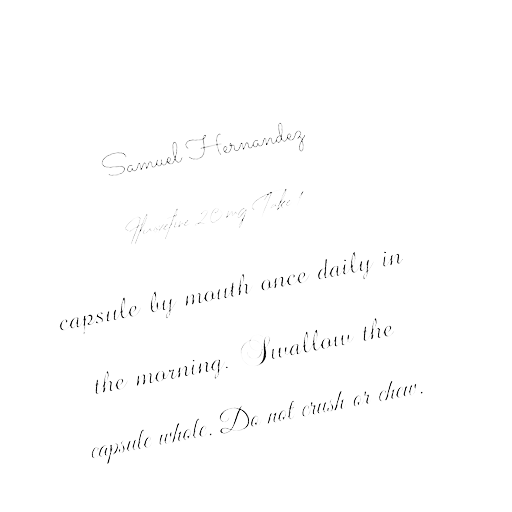 Samuel Hernandez
20 mg Take 1
capsule by mouth once daily in
the morning. Swallow the
capsule whole. Do not crush or chew.